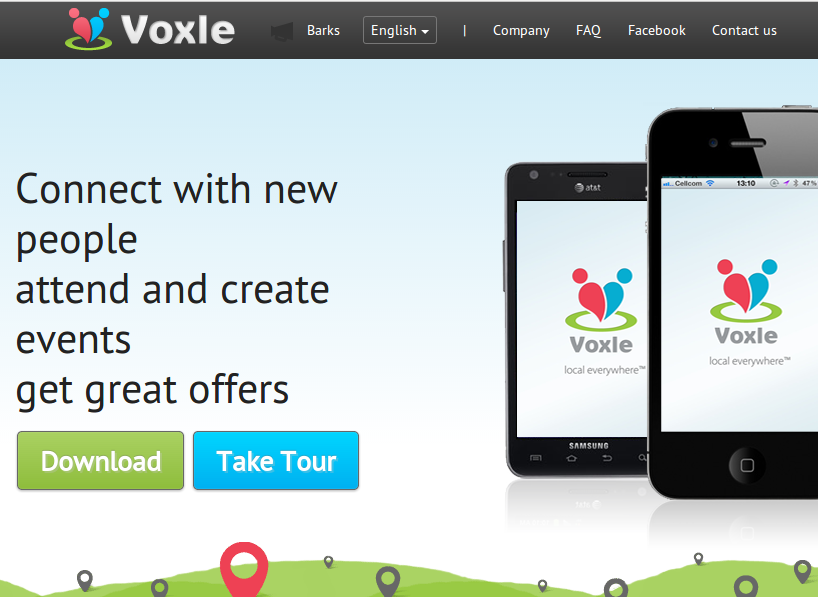 Voxle Barks English | Company FAQ Facebook Contact us
Connect with new
people
attend and create
events
get great offers
Download Take Tour
at&t
SAMSUNG
Voxle
local everywhere™
Cellcom 13:10 47%
Voxle
local everywhere™